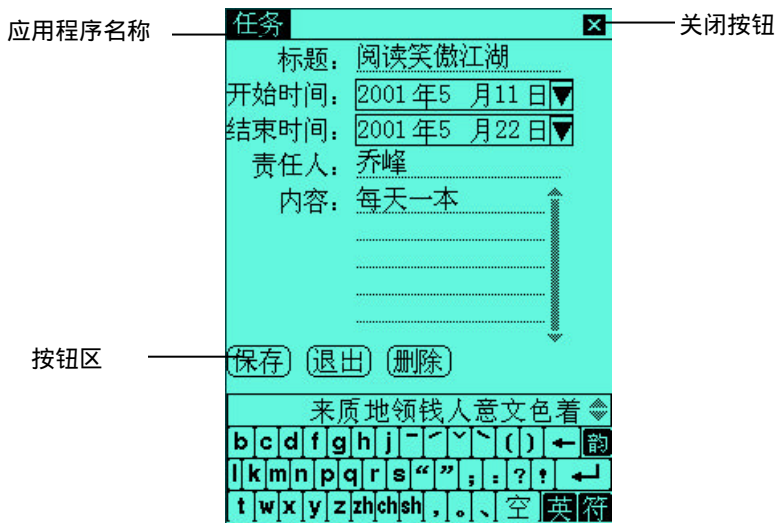 应用程序名称
任务
关闭按钮
标题：阅读笑傲江湖
开始时间：2001年5 月11日
结束时间：2001年5 月22日
责任人：乔峰
内容：每天一本
按钮区
保存 退出 删除
来质地领钱人意文色着
b c d f g h j ˉ ˊ ˇ ˋ ( ) ← 韵
l k m n p q r s “ ” ； ： ？ ！ ↵
t w x y z zh ch sh ， 。 、 空 英 符